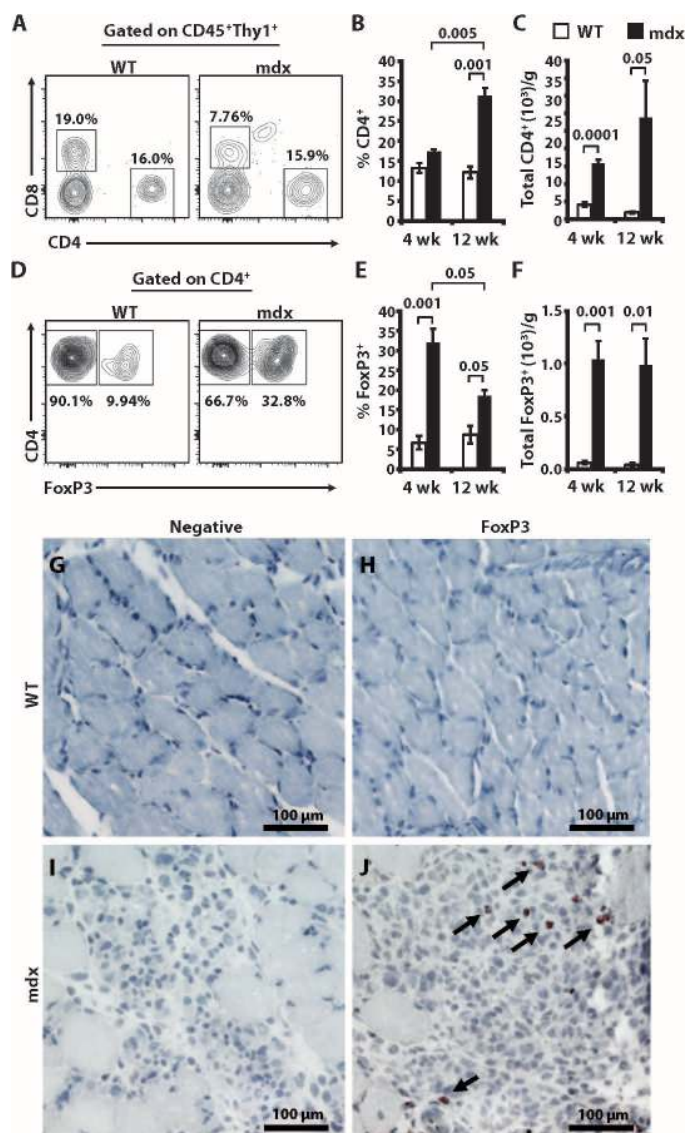 A
Gated on CD45⁺Thy1⁺
WT mdx
19.0%
16.0%
7.76%
15.9%
CD8
CD4
B
0.005
0.001
% CD4⁺
40
35
30
25
20
15
10
5
0
4 wk 12 wk
C
WT mdx
0.05
0.0001
Total CD4⁺ (10³)/g
40
35
30
25
20
15
10
5
0
4 wk 12 wk
D
Gated on CD4⁺
WT mdx
90.1% 9.94%
66.7% 32.8%
CD4
FoxP3
E
0.05
0.001
0.05
% FoxP3⁺
40
35
30
25
20
15
10
5
0
4 wk 12 wk
F
0.001 0.01
Total FoxP3⁺ (10³)/g
1.5
1.0
0.5
0.0
4 wk 12 wk
Negative FoxP3
WT
G
100 µm
H
100 µm
mdx
I
100 µm
J
100 µm